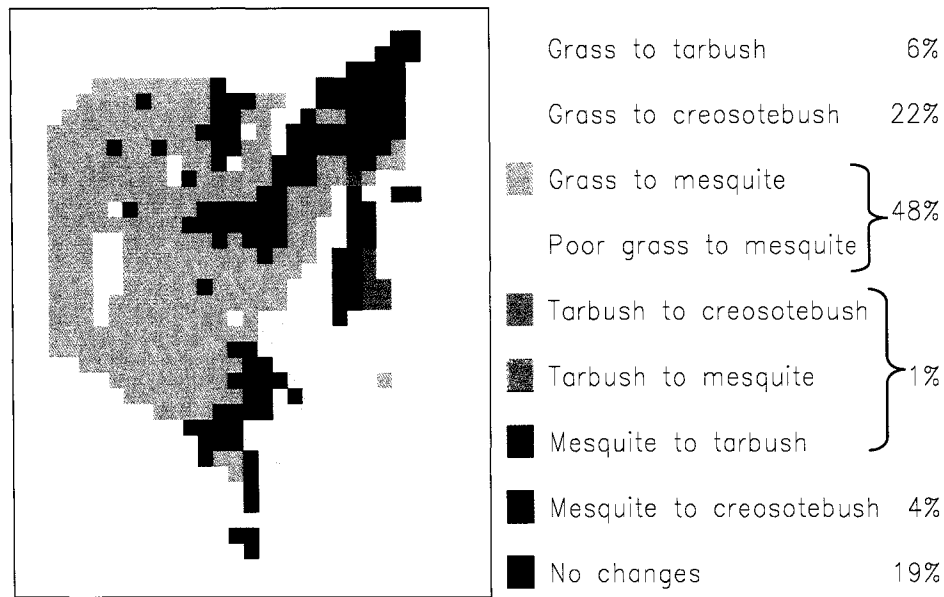 Grass to tarbush 6%
Grass to creosotebush 22%
Grass to mesquite
48%
Poor grass to mesquite
Tarbush to creosotebush
Tarbush to mesquite 1%
Mesquite to tarbush
Mesquite to creosotebush 4%
No changes 19%